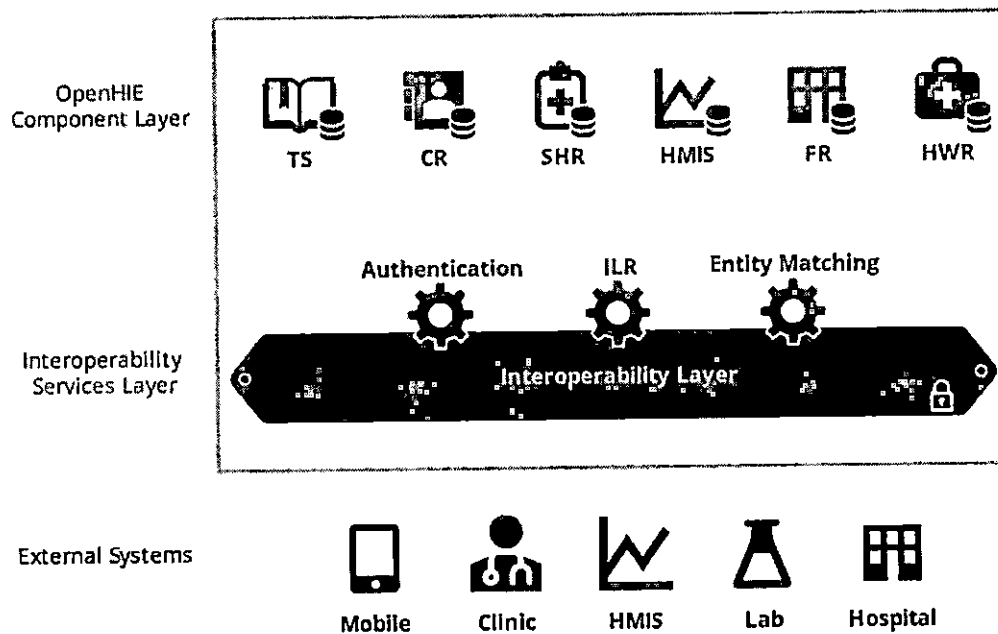 OpenHIE
Component Layer
TS
CR
SHR
HMIS
FR
HWR
Authentication
ILR
Entity Matching
Interoperability
Services Layer
Interoperability Layer
External Systems
Mobile
Clinic
HMIS
Lab
Hospital